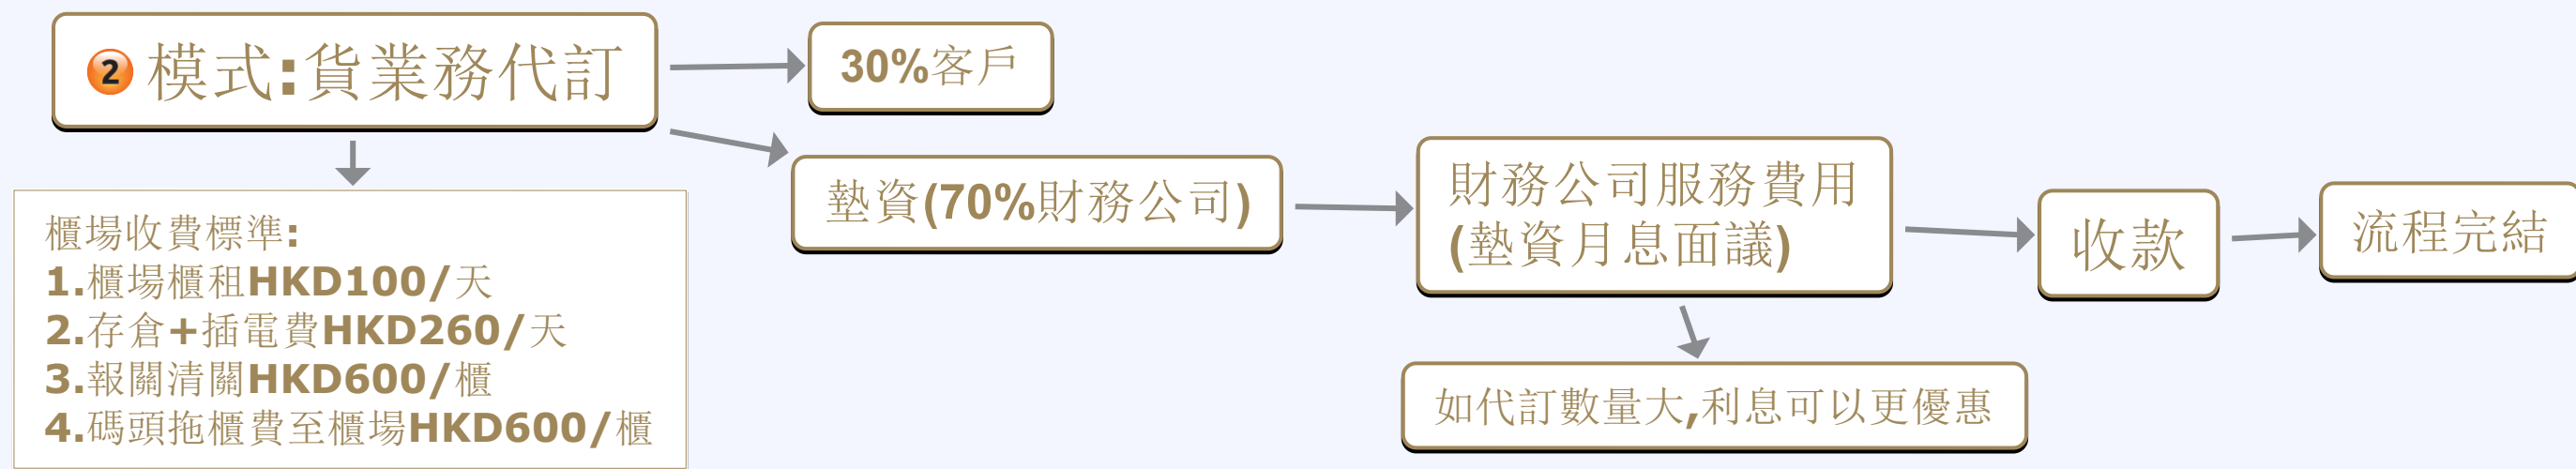 2 模式:貨業務代訂
30%客戶
墊資(70%財務公司)
財務公司服務費用
(墊資月息面議)
收款
流程完結
如代訂數量大,利息可以更優惠
櫃場收費標準:
1.櫃場櫃租HKD100/天
2.存倉+插電費HKD260/天
3.報關清關HKD600/櫃
4.碼頭拖櫃費至櫃場HKD600/櫃